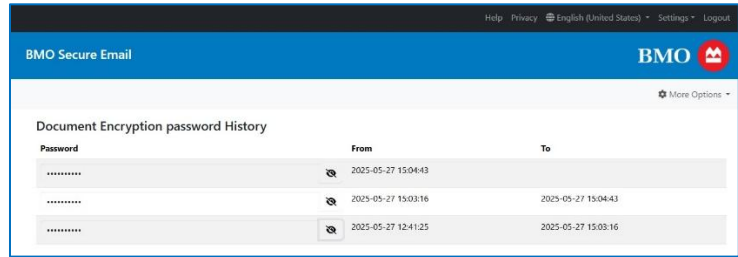 Help Privacy English (United States) Settings Logout
BMO Secure Email BMO
More Options
Document Encryption password History
Password From To
•••••••••• 2025-05-27 15:04:43
•••••••••• 2025-05-27 15:03:16 2025-05-27 15:04:43
•••••••••• 2025-05-27 12:41:25 2025-05-27 15:03:16